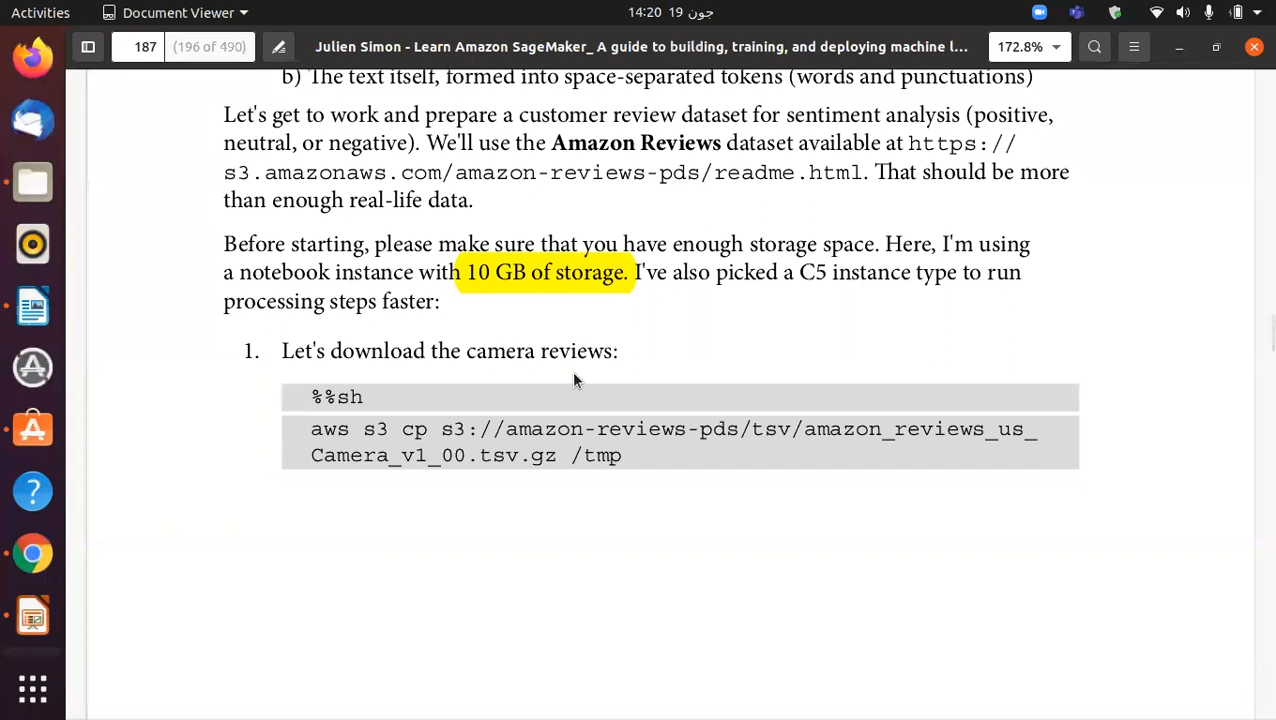 Activities
Document Viewer
14:20 19 جون
187
(196 of 490)
Julien Simon - Learn Amazon SageMaker_ A guide to building, training, and deploying machine l...
172.8%
b) The text itself, formed into space-separated tokens (words and punctuations)
Let's get to work and prepare a customer review dataset for sentiment analysis (positive,
neutral, or negative). We'll use the Amazon Reviews dataset available at https://
s3.amazonaws.com/amazon-reviews-pds/readme.html. That should be more
than enough real-life data.
Before starting, please make sure that you have enough storage space. Here, I'm using
a notebook instance with 10 GB of storage. I've also picked a C5 instance type to run
processing steps faster:
1. Let's download the camera reviews:
%%sh
aws s3 cp s3://amazon-reviews-pds/tsv/amazon_reviews_us_
Camera_v1_00.tsv.gz /tmp